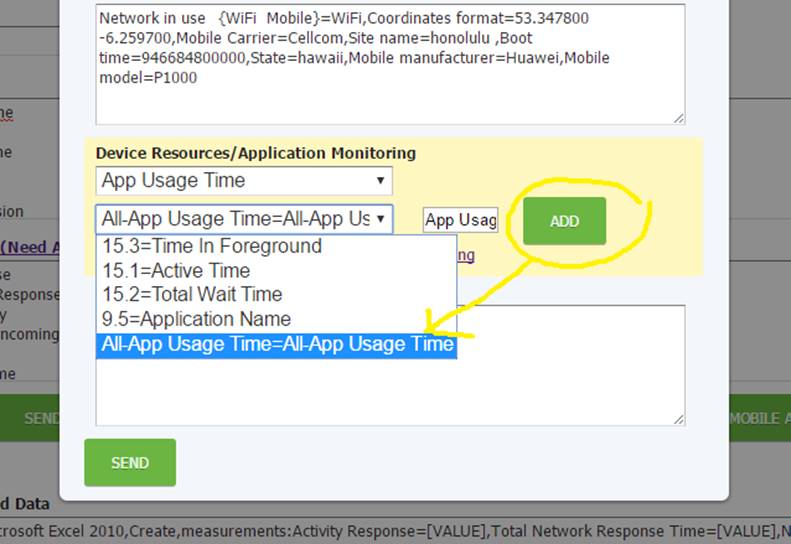 Network in use {WiFi Mobile}=WiFi,Coordinates format=53.347800
-6.259700,Mobile Carrier=Cellcom,Site name=honolulu ,Boot
time=946684800000,State=hawaii,Mobile manufacturer=Huawei,Mobile
model=P1000
me
me
sion
(Need A
se
Response
y
ncoming
me
Device Resources/Application Monitoring
App Usage Time
All-App Usage Time=All-App Us
App Usag
ADD
ng
15.3=Time In Foreground
15.1=Active Time
15.2=Total Wait Time
9.5=Application Name
All-App Usage Time=All-App Usage Time
SEND
MOBILE A
SEND
d Data
crosoft Excel 2010,Create,measurements:Activity Response=[VALUE],Total Network Response Time=[VALUE],N